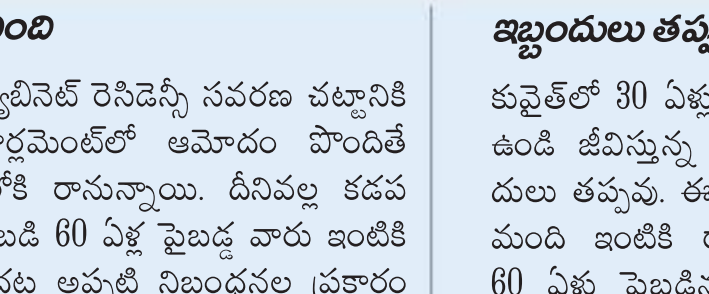 ంది
బినెట్ రెసిడెన్సీ సవరణ చట్టానికి
ర్లమెంట్‌లో ఆమోదం పొందితే
కి రానున్నాయి. దీనివల్ల కడప
బడి 60 ఏళ్ల పైబడ్డ వారు ఇంటికి
నట అప్పటి నిబంధనల ప్రకారం
ఇబ్బందులు తప్ప
కువైత్‌లో 30 ఏళ్లు
ఉండి జీవిస్తున్న
దులు తప్పవు. ఈ
మంది ఇంటికి
60 ఏళ్లు పైబడిన